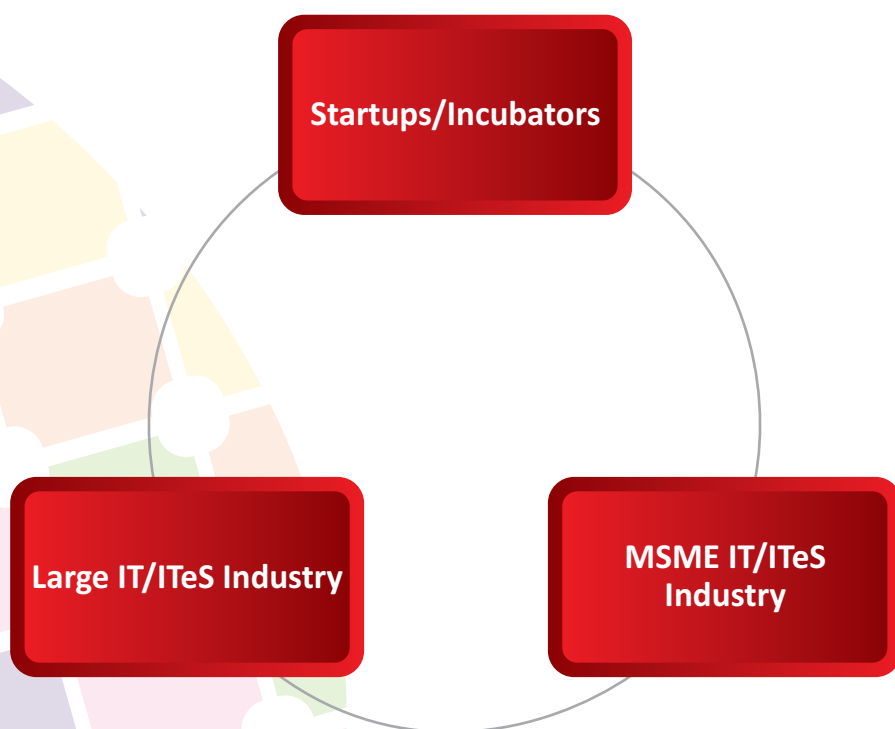 Startups/Incubators
Large IT/ITeS Industry
MSME IT/ITeS
Industry